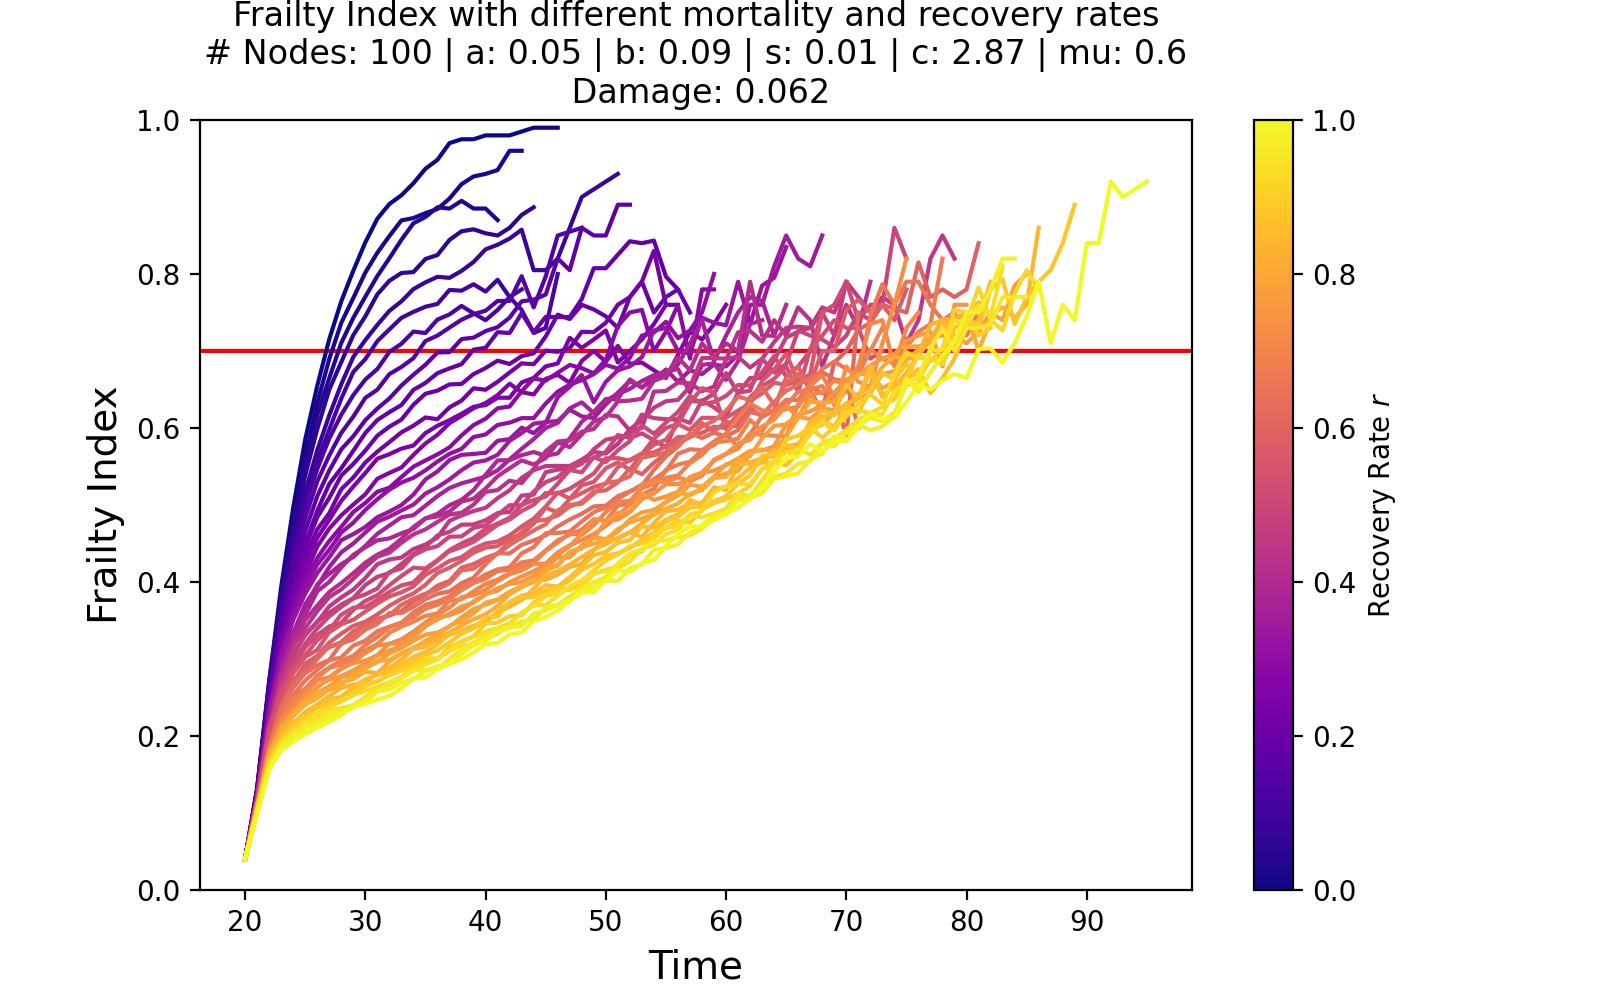 Frailty Index with different mortality and recovery rates
# Nodes: 100 | a: 0.05 | b: 0.09 | s: 0.01 | c: 2.87 | mu: 0.6
Damage: 0.062
1.0
0.8
0.6
0.4
0.2
0.0
Frailty Index
20 30 40 50 60 70 80 90
Time
1.0
0.8
0.6
0.4
0.2
0.0
Recovery Rate r